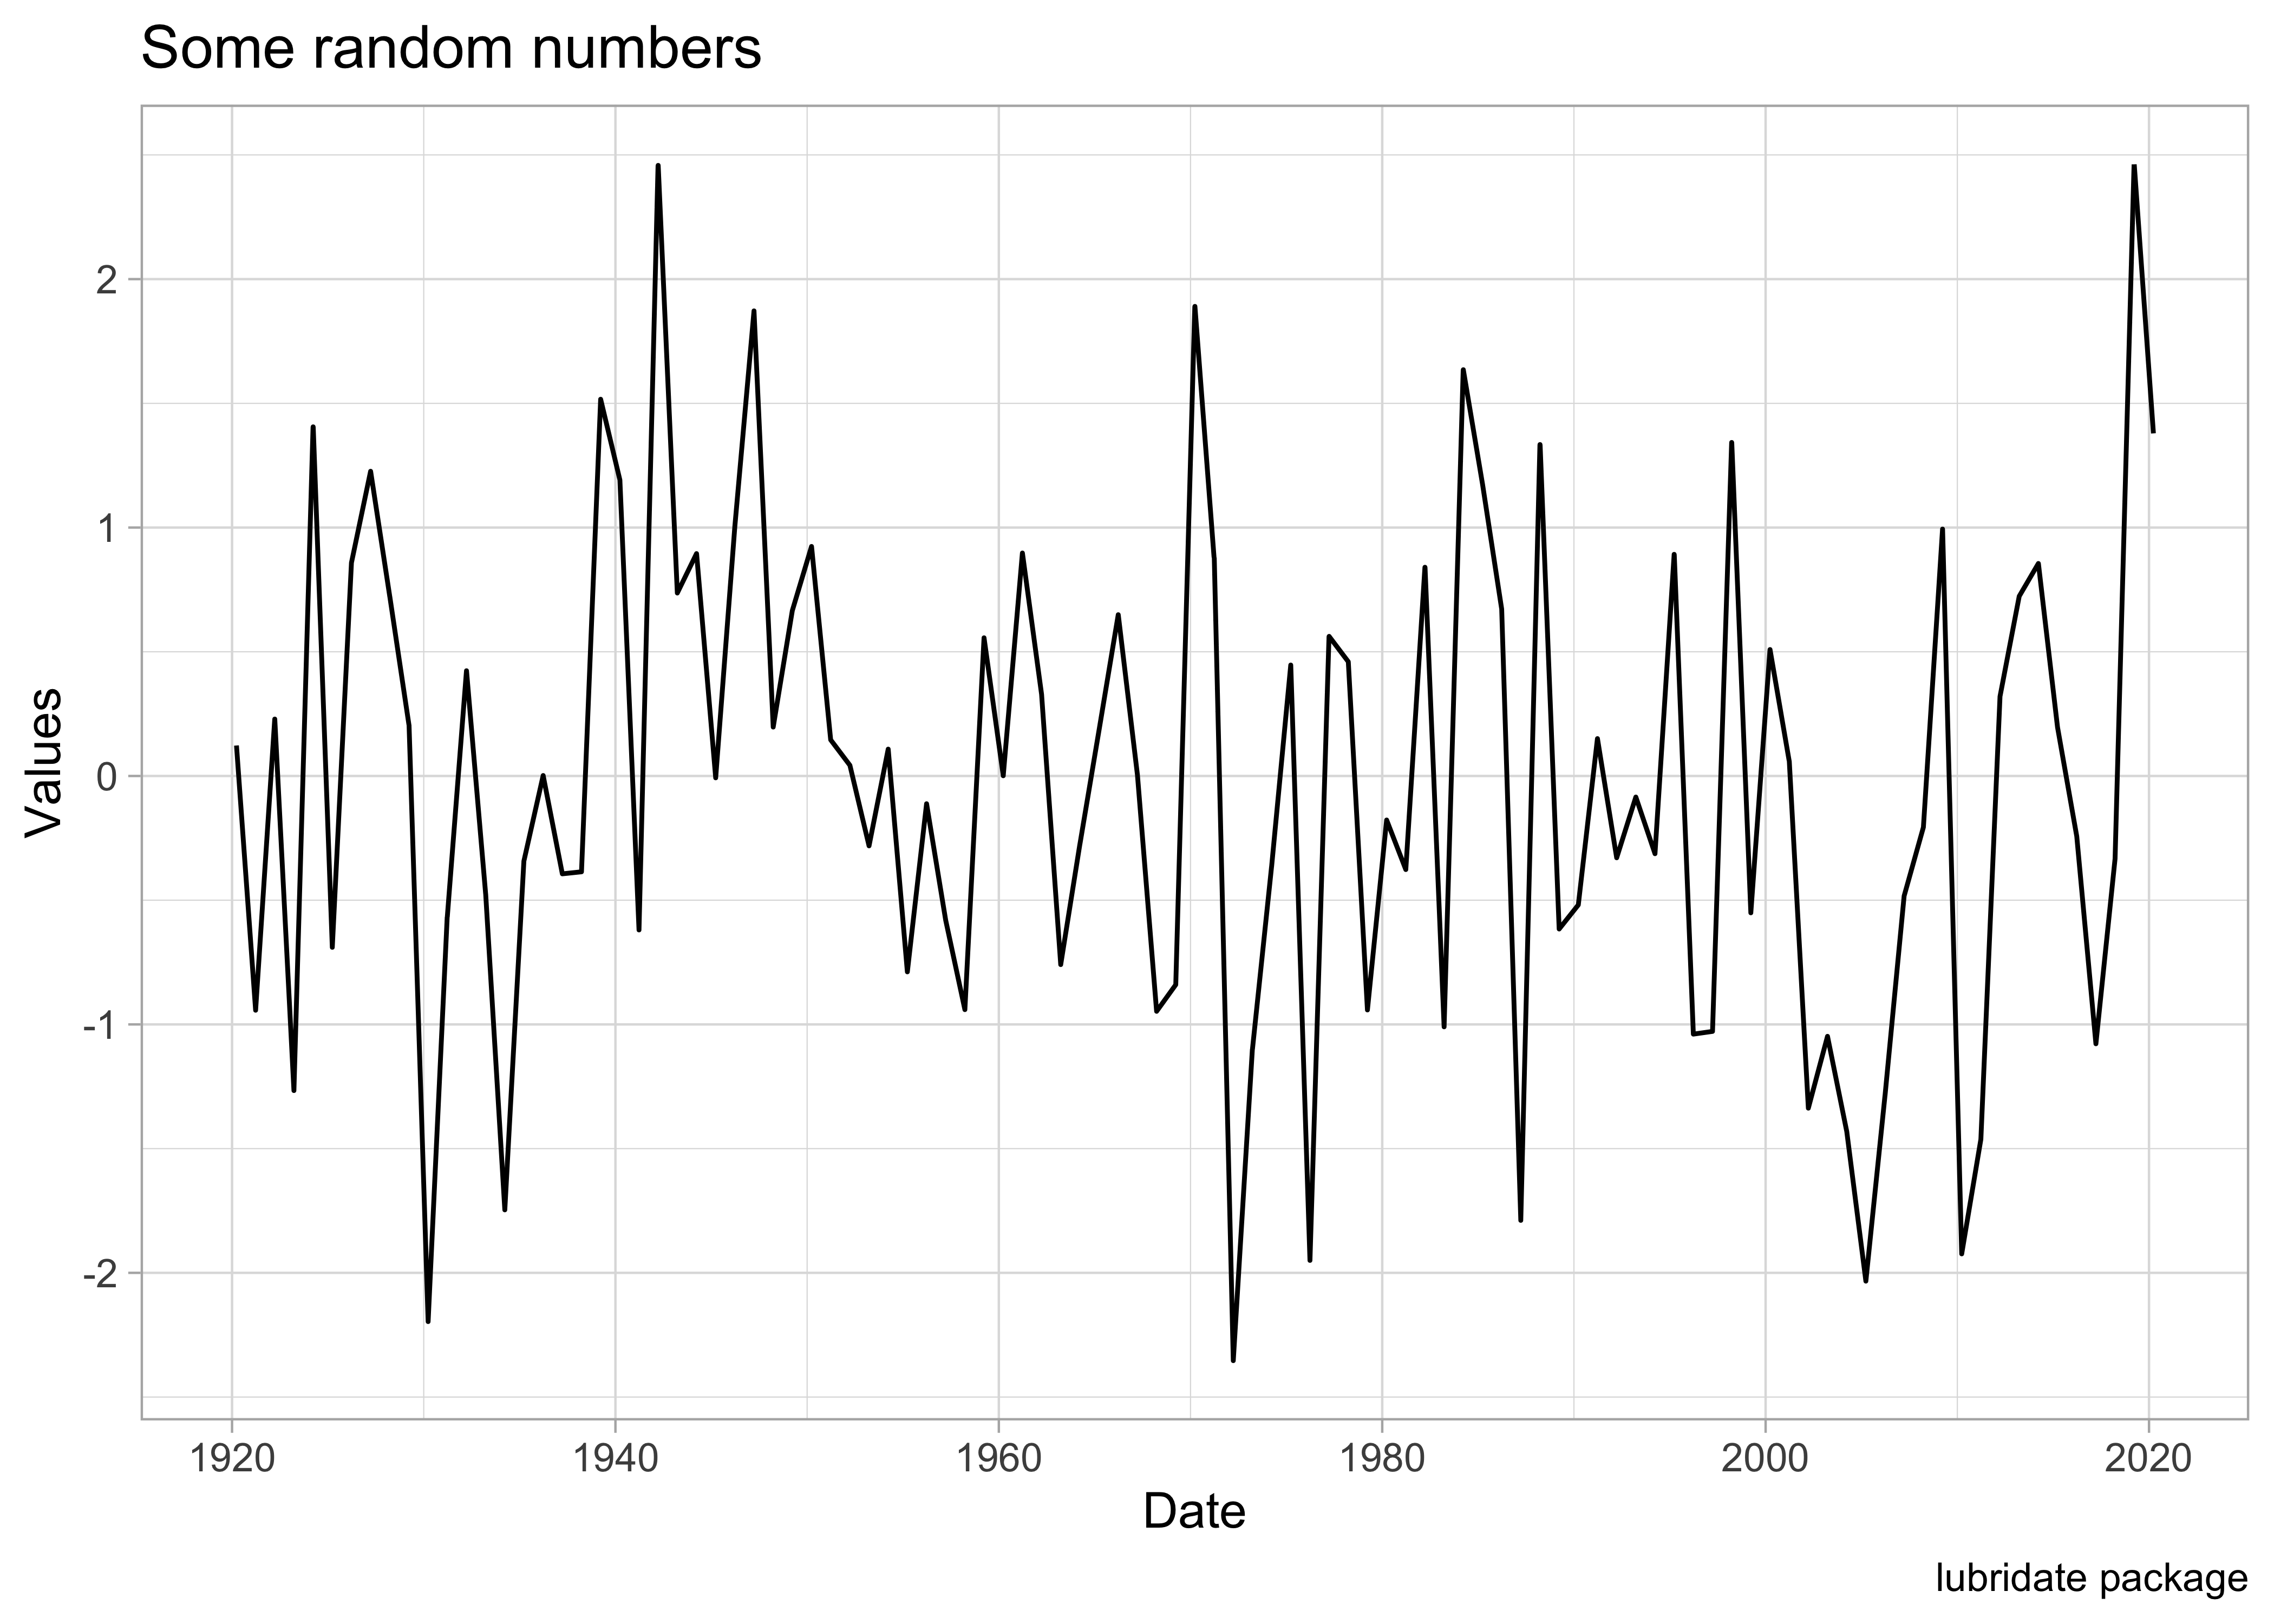 Some random numbers
Values
2
1
0
-1
-2
1920 1940 1960 1980 2000 2020
Date
lubridate package